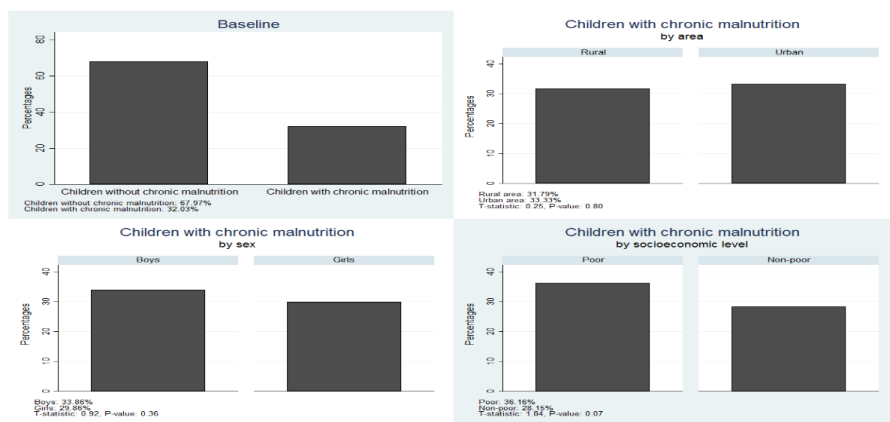 Baseline
Percentages
80
60
40
20
0
Children without chronic malnutrition
Children with chronic malnutrition
Children without chronic malnutrition: 67.97%
Children with chronic malnutrition: 32.03%
Children with chronic malnutrition
by area
Rural
Urban
Percentages
40
30
20
10
0
Rural area: 31.79%
Urban area: 33.33%
T-statistic: 0.25, P-value: 0.80
Children with chronic malnutrition
by sex
Boys
Girls
Percentages
40
30
20
10
0
Boys: 33.86%
Girls: 29.86%
T-statistic: 0.92, P-value: 0.36
Children with chronic malnutrition
by socioeconomic level
Poor
Non-poor
Percentages
40
30
20
10
0
Poor: 36.16%
Non-poor: 28.15%
T-statistic: 1.84, P-value: 0.07